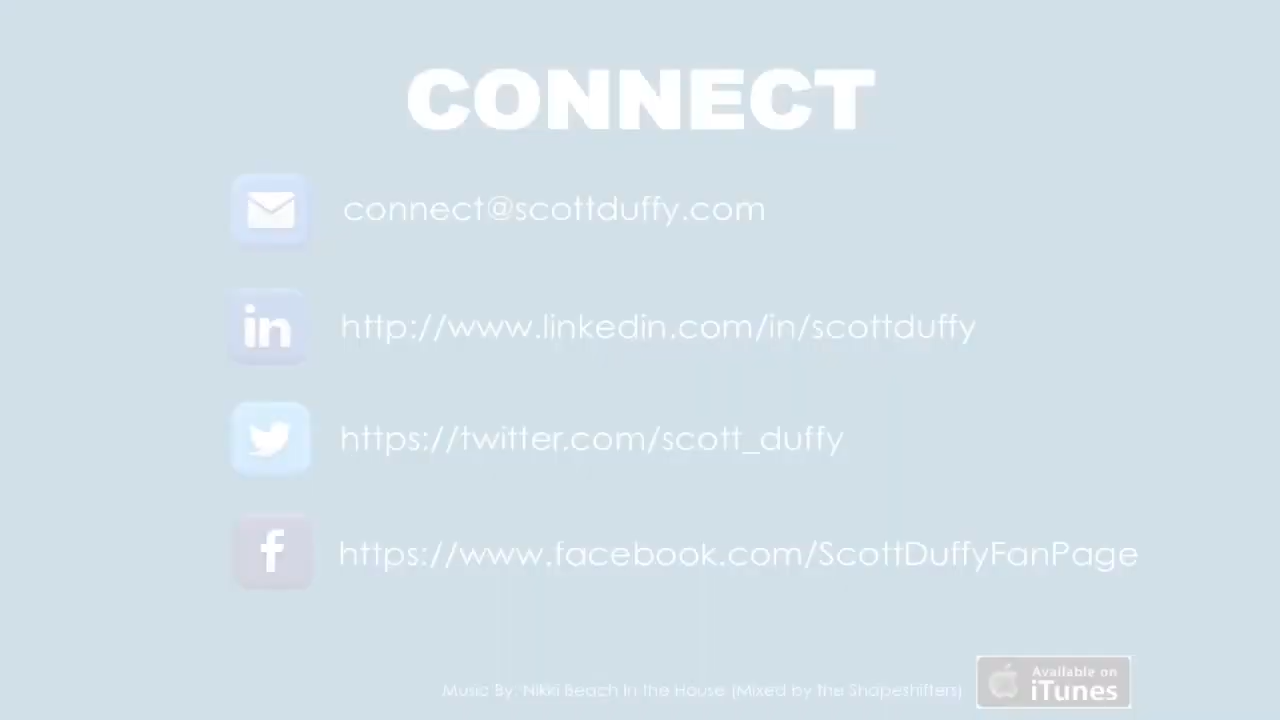 CONNECT
connect@scottduffy.com
in
http://www.linkedin.com/in/scottduffy
https://twitter.com/scott_duffy
f
https://www.facebook.com/ScottDuffyFanPage
Music By: Nikki Beach In the House (Mixed by The Shapeshifters)
Available on
iTunes